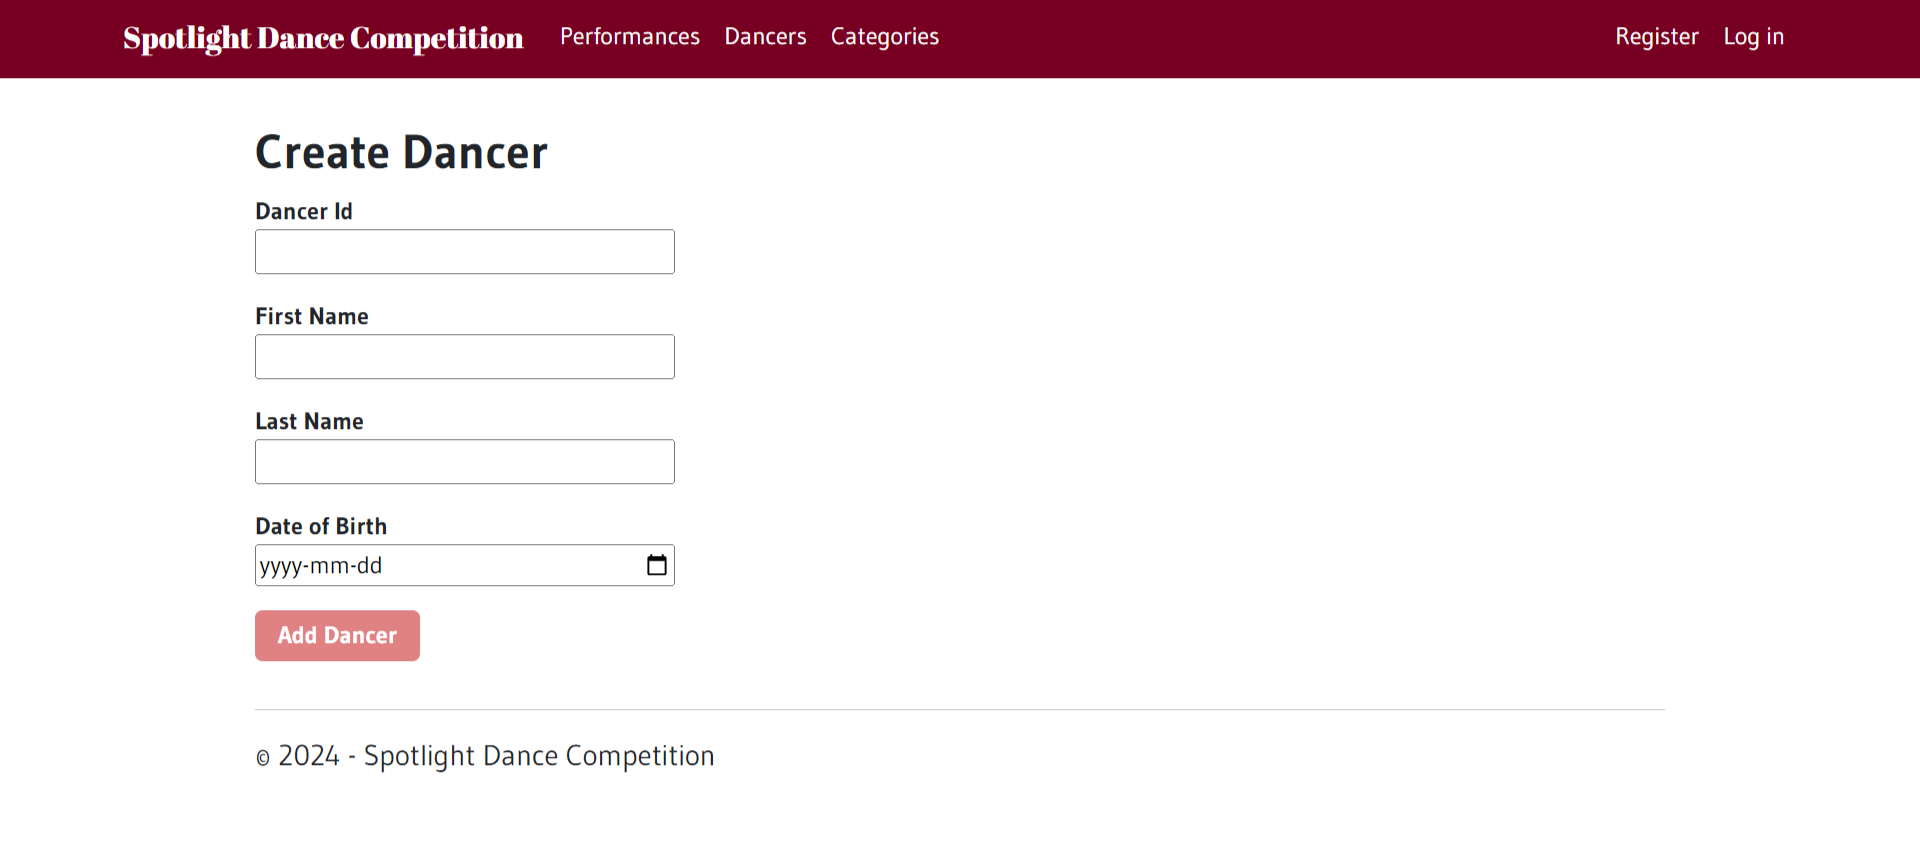 Spotlight Dance Competition Performances Dancers Categories Register Log in
Create Dancer
Dancer Id
First Name
Last Name
Date of Birth
yyyy-mm-dd
Add Dancer
© 2024 - Spotlight Dance Competition